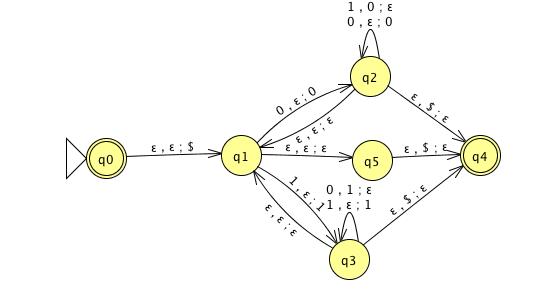 1 , 0 ; ε
0 , ε ; 0
q2
0 , ε ; 0
ε , $ ; ε
ε , ε ; ε
ε , ε ; $
ε , ε ; ε
ε , $ ; ε
q0
q1
q5
q4
1 , ε ; 1
0 , 1 ; ε
1 , ε ; 1
ε , ε ; ε
ε , $ ; ε
q3